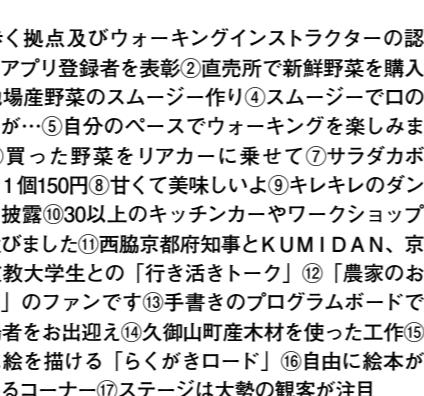 く拠点及びウォーキングインストラクターの認
アプリ登録者を表彰②直売所で新鮮野菜を購入
場産野菜のスムージー作り④スムージーで口の
が…⑤自分のペースでウォーキングを楽しみま
買った野菜をリアカーに乗せて⑦サラダカボ
1個150円⑧甘くて美味しいよ⑨キレキレのダン
披露⑩30以上のキッチンカーやワークショップ
びました⑪西脇京都府知事とKUMIDAN、京
教大学生との「行き活きトーク」⑫「農家のお
」のファンです⑬手書きのプログラムボードで
者をお出迎え⑭久御山町産木材を使った工作⑮
絵を描ける「らくがきロード」⑯自由に絵本が
るコーナー⑰ステージは大勢の観客が注目